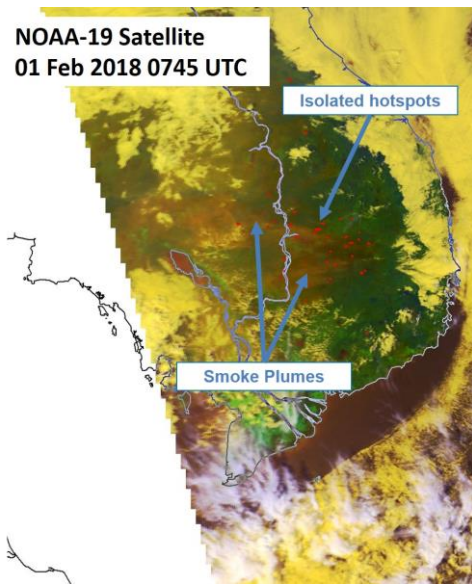 NOAA-19 Satellite
01 Feb 2018 0745 UTC
Isolated hotspots
Smoke Plumes